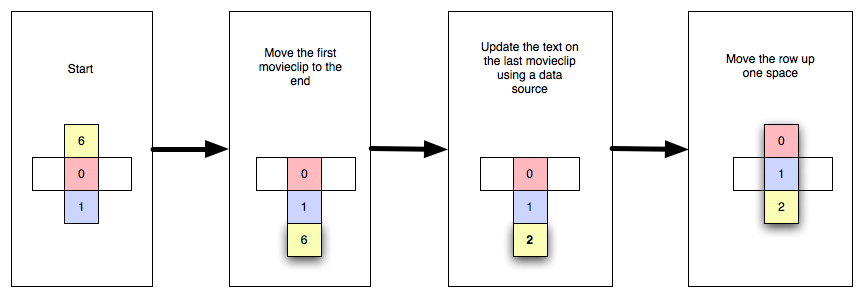 Start
6
0
1
Move the first
movieclip to the
end
0
1
6
Update the text on
the last movieclip
using a data
source
0
1
2
Move the row up
one space
0
1
2